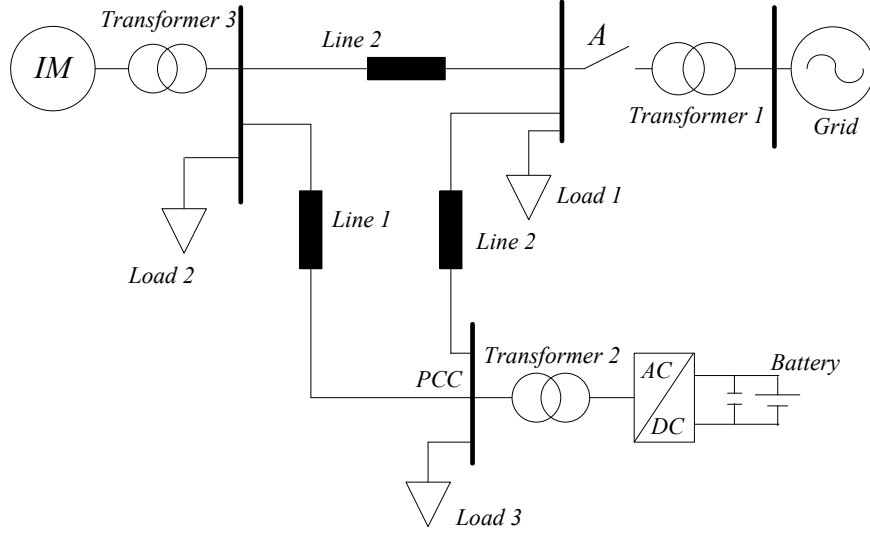 Transformer 3
IM
Line 2
A
Transformer 1
Grid
Load 2
Line 1
Line 2
Load 1
PCC
Transformer 2
AC
DC
Battery
Load 3